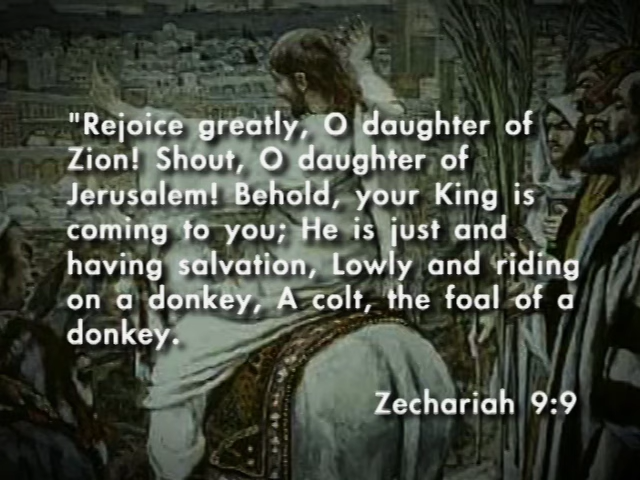 "Rejoice greatly, O daughter of
Zion! Shout, O daughter of
Jerusalem! Behold, your King is
coming to you; He is just and
having salvation, Lowly and riding
on a donkey, A colt, the foal of a
donkey.
Zechariah 9:9